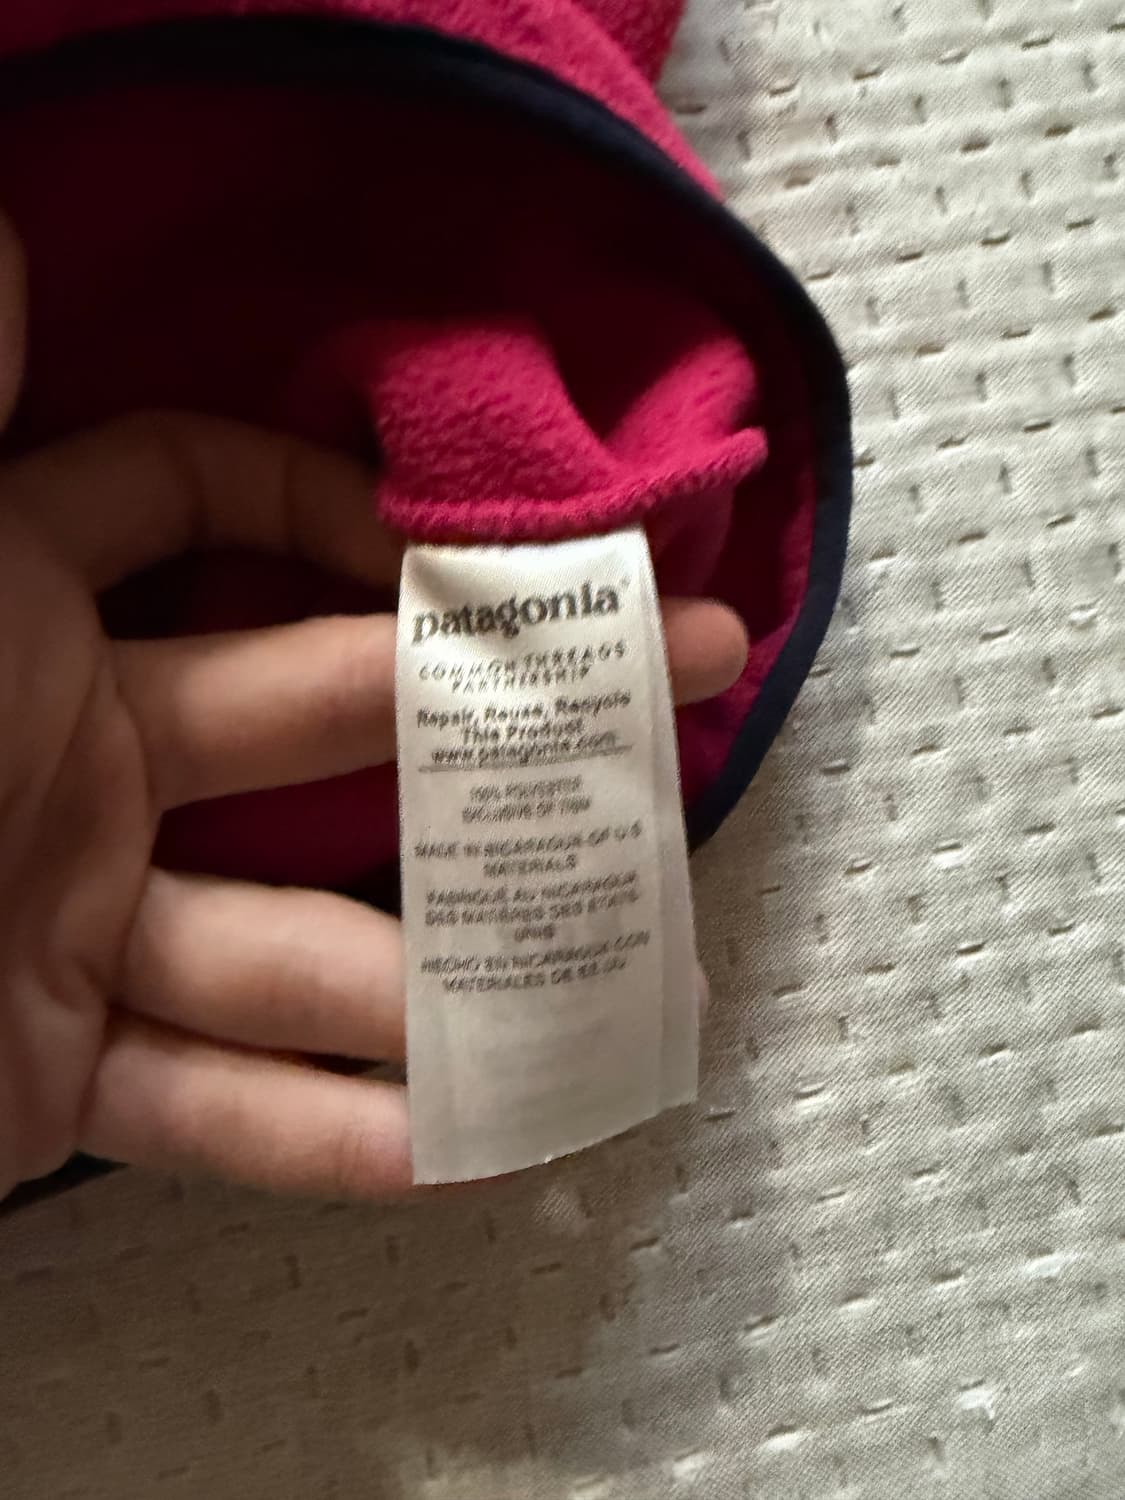 patagonia®
COMMON THREADS
PARTNERSHIP
Repair, Reuse, Recycle
This Product
www.patagonia.com
100% POLYESTER
EXCLUSIVE OF TRIM
MADE IN NICARAGUA OF U.S.
MATERIALS
FABRIQUÉ AU NICARAGUA
DES MATIÈRES DES ÉTATS-
UNIS
HECHO EN NICARAGUA CON
MATERIALES DE EE.UU.